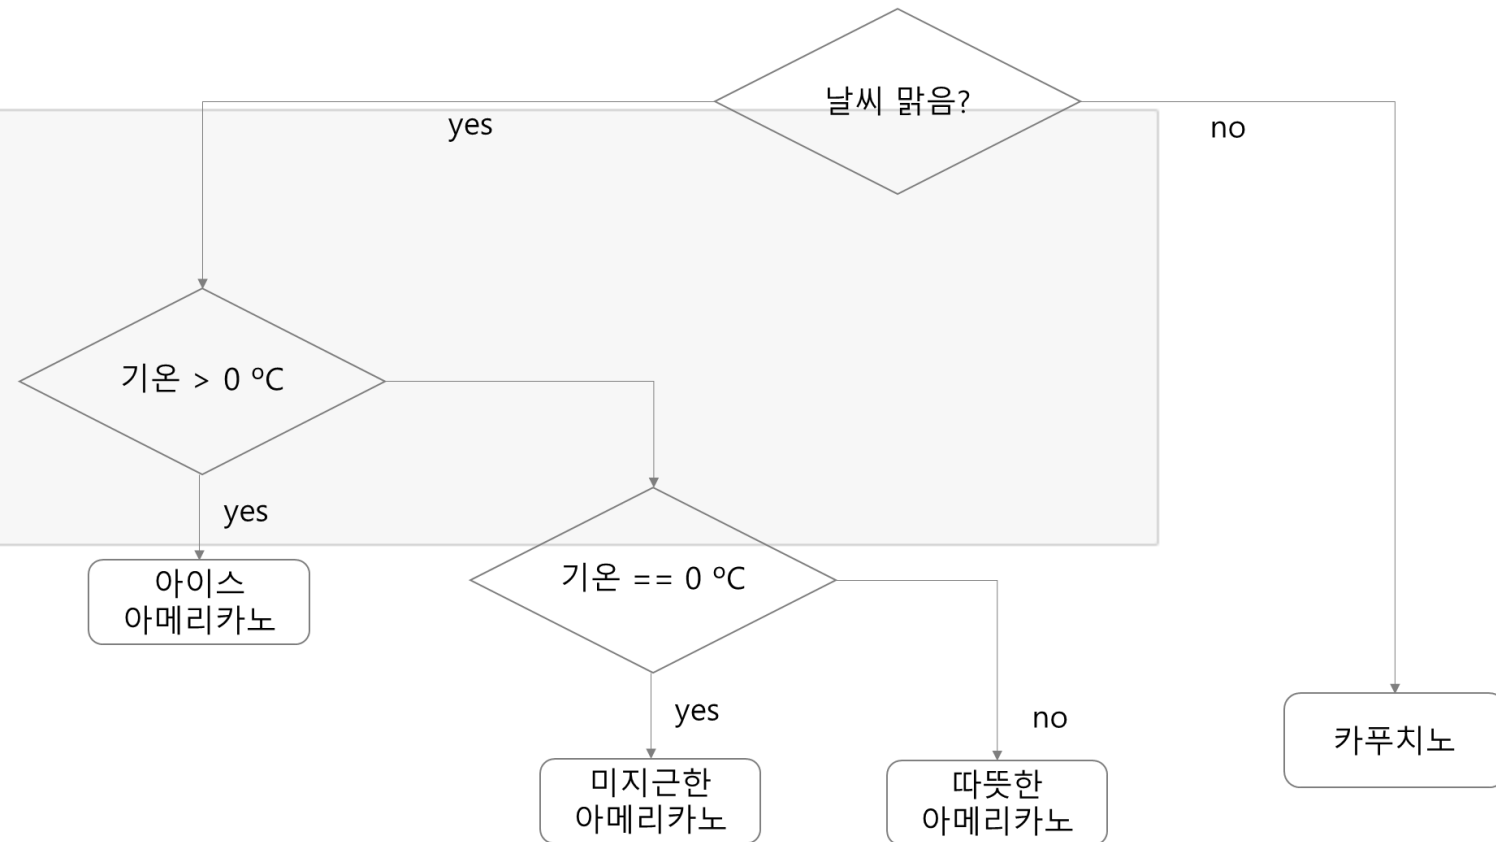 날씨 맑음?
yes
no
기온 > 0 ºC
yes
아이스
아메리카노
기온 == 0 ºC
yes
no
미지근한
아메리카노
따뜻한
아메리카노
카푸치노